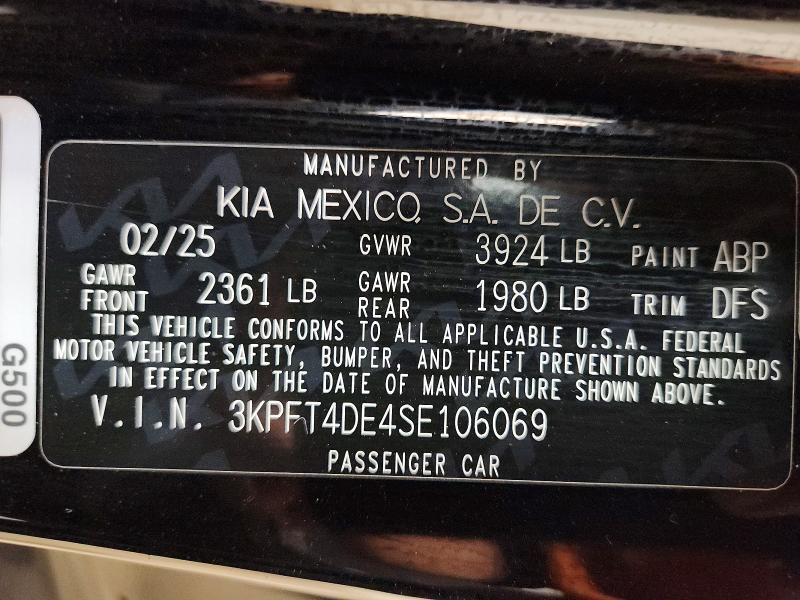 MANUFACTURED BY
KIA MEXICO, S.A. DE C.V.
02/25 GVWR 3924 LB PAINT ABP
GAWR FRONT 2361 LB GAWR REAR 1980 LB TRIM DFS
THIS VEHICLE CONFORMS TO ALL APPLICABLE U.S.A. FEDERAL
MOTOR VEHICLE SAFETY, BUMPER, AND THEFT PREVENTION STANDARDS
IN EFFECT ON THE DATE OF MANUFACTURE SHOWN ABOVE.
V.I.N. 3KPFT4DE4SE106069
PASSENGER CAR
G500